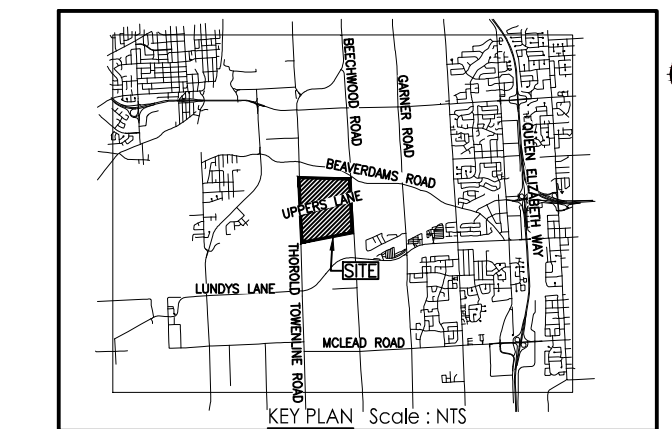 BEECHWOOD ROAD
GARNER ROAD
QUEEN ELIZABETH WAY
BEAVERDAMS ROAD
UPPERS LANE
SITE
THOROLD TOWENLINE ROAD
LUNDYS LANE
MCLEAD ROAD
KEY PLAN Scale : NTS